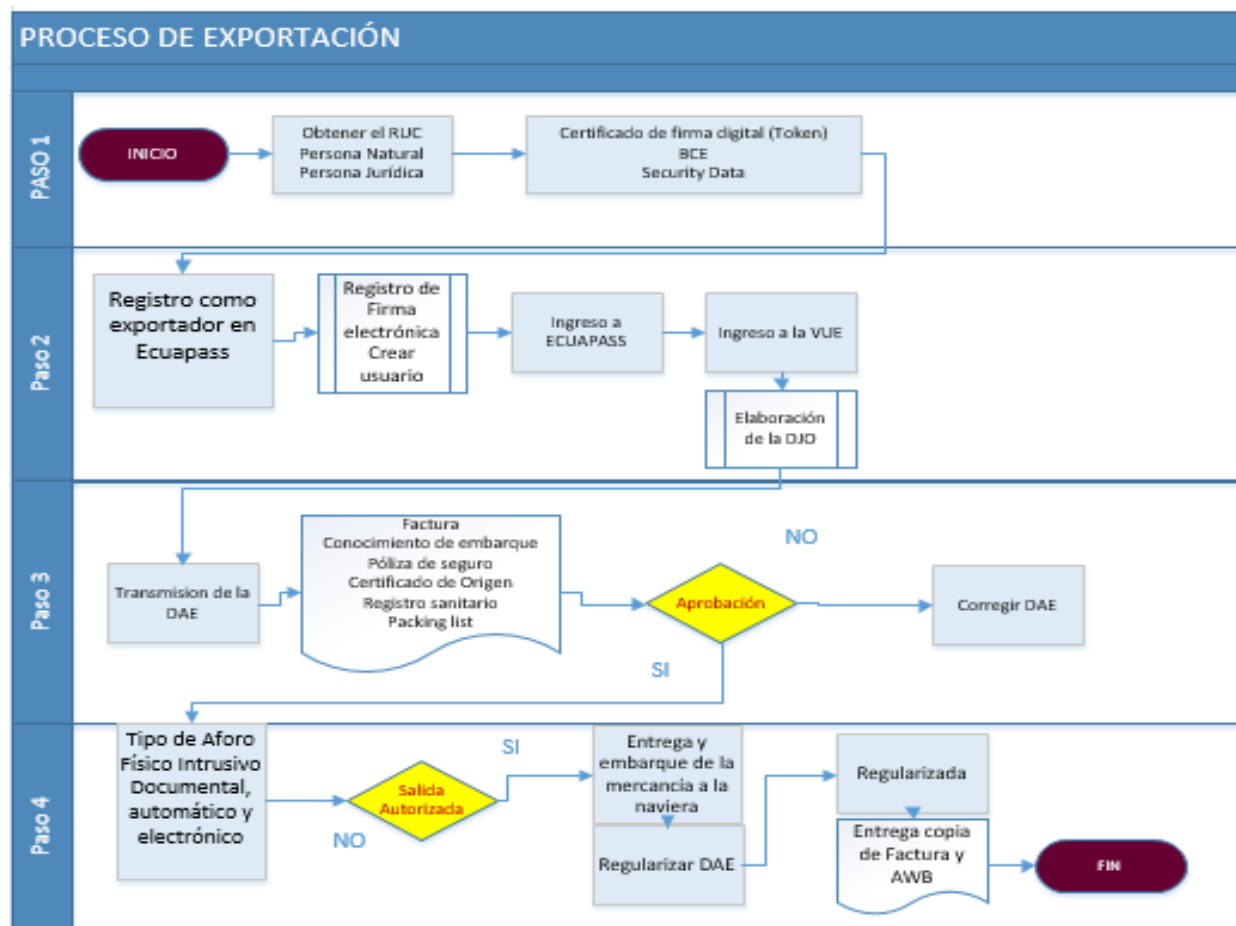 PROCESO DE EXPORTACIÓN
PASO 1
INICIO
Obtener el RUC
Persona Natural
Persona Jurídica
Certificado de firma digital (Token)
BCE
Security Data
Paso 2
Registro como
exportador en
Ecuapass
Registro de
Firma
electrónica
Crear
usuario
Ingreso a
ECUAPASS
Ingreso a la VUE
Elaboración
de la DJO
Paso 3
Transmision de la
DAE
Factura
Conocimiento de embarque
Póliza de seguro
Certificado de Origen
Registro sanitario
Packing list
Aprobación
NO
SI
Corregir DAE
Paso 4
Tipo de Aforo
Físico Intrusivo
Documental,
automático y
electrónico
Salida
Autorizada
SI
NO
Entrega y
embarque de la
mercancia a la
naviera
Regularizar DAE
Regularizada
Entrega copia
de Factura y
AWB
FIN